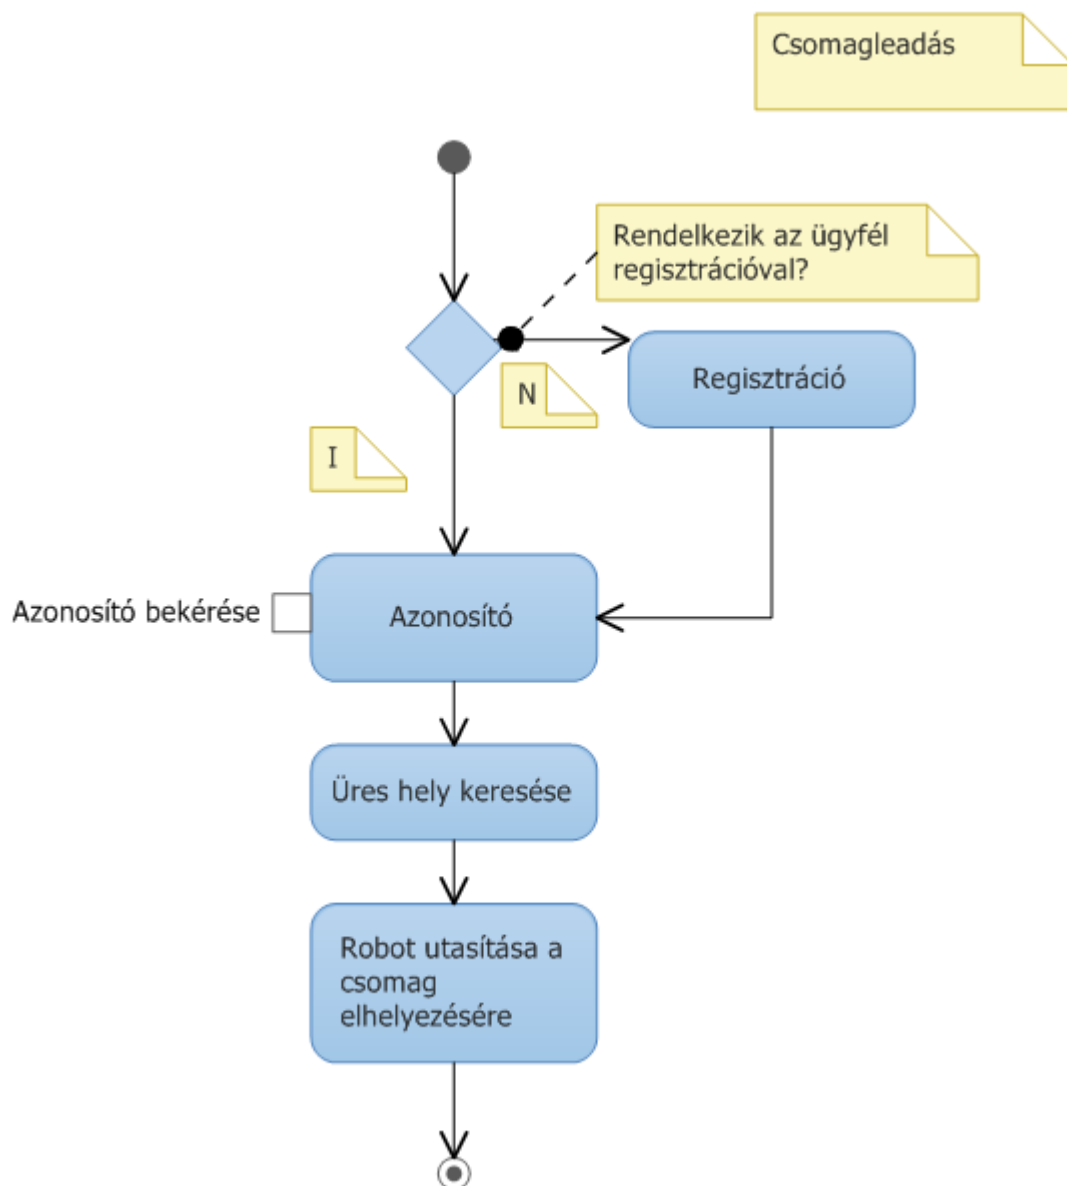 Csomagleadás
Rendelkezik az ügyfél
regisztrációval?
Regisztráció
N
I
Azonosító bekérése
Azonosító
Üres hely keresése
Robot utasítása a
csomag
elhelyezésére